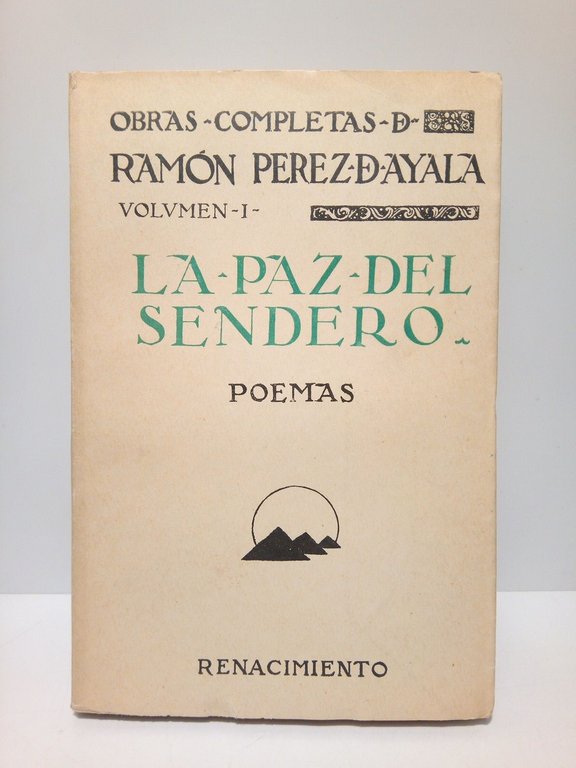 OBRAS-COMPLETAS-Đ-
RAMÓN PEREZ-Đ-AYALA
VOLVMEN-I-
LA-PAZ-DEL
SENDERO
POEMAS
RENACIMIENTO